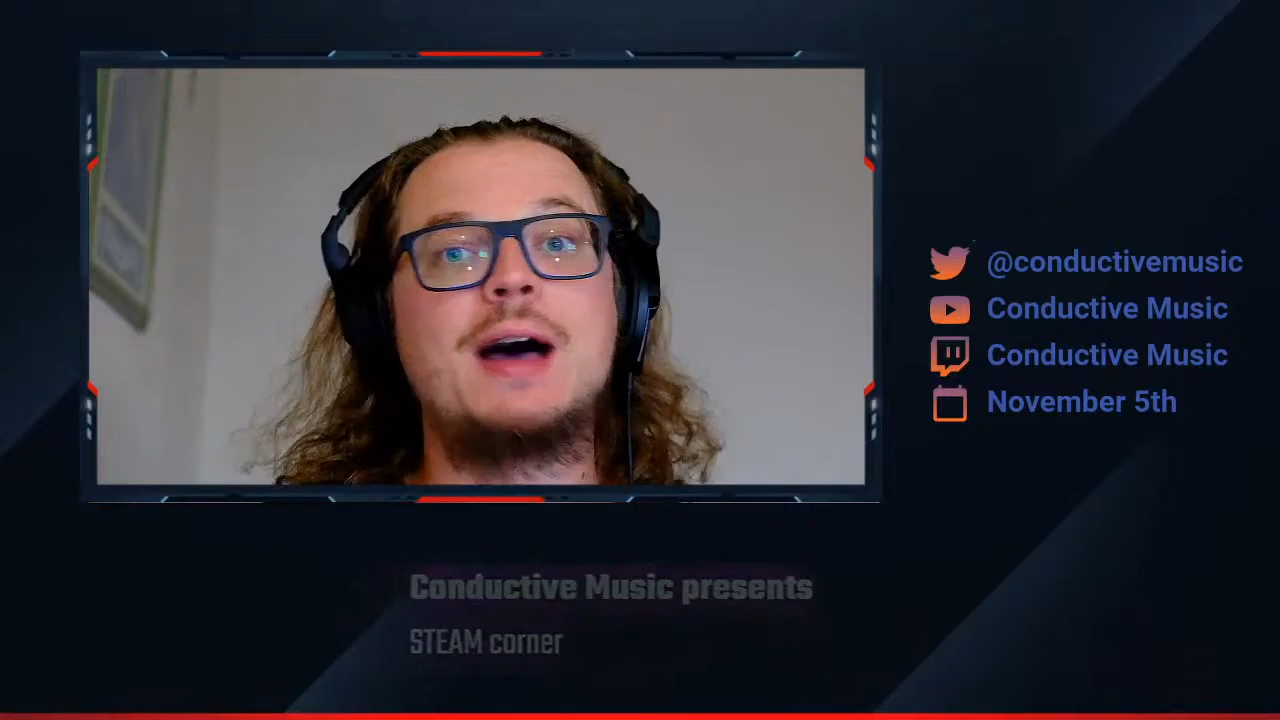 @conductivemusic
Conductive Music
Conductive Music
November 5th
Conductive Music presents
STEAM corner